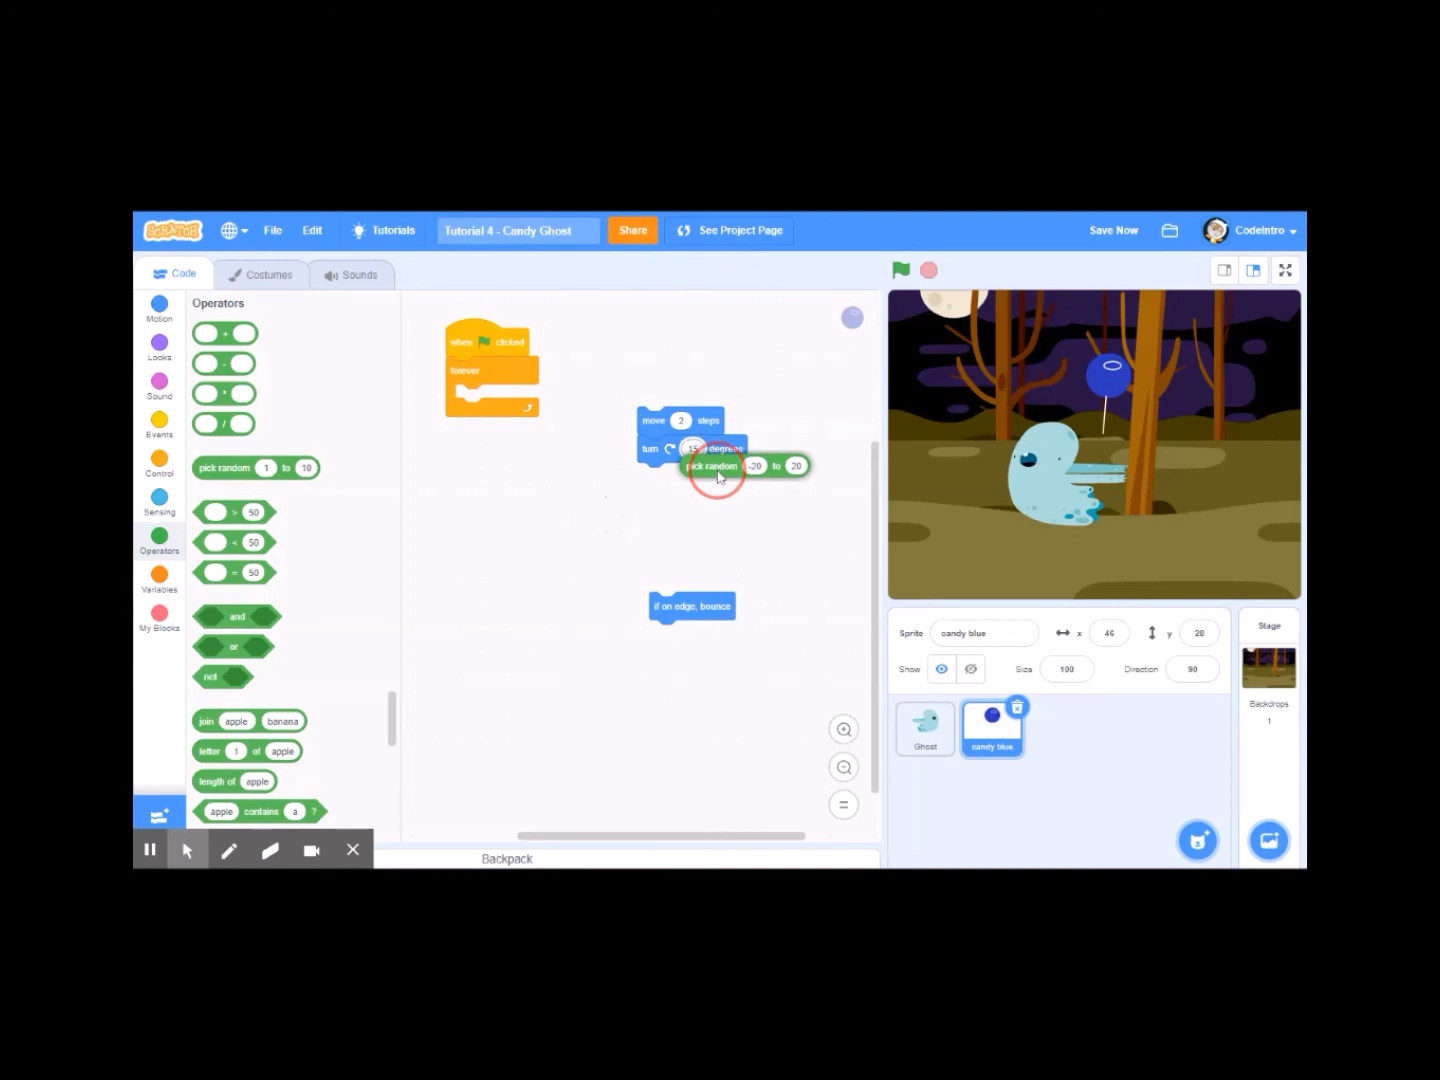 SCRATCH File Edit Tutorials Tutorial 4 - Candy Ghost Share See Project Page Save Now CodeIntro
Code Costumes Sounds
Motion
Looks
Sound
Events
Control
Sensing
Operators
Variables
My Blocks
Operators
+
-
*
/
pick random 1 to 10
> 50
< 50
= 50
and
or
not
join apple banana
letter 1 of apple
length of apple
apple contains a ?
when clicked
forever
move 2 steps
turn 15 degrees
pick random -20 to 20
if on edge, bounce
Backpack
Sprite candy blue x 46 y 28
Show Size 100 Direction 90
Ghost
candy blue
Stage
Backdrops
1